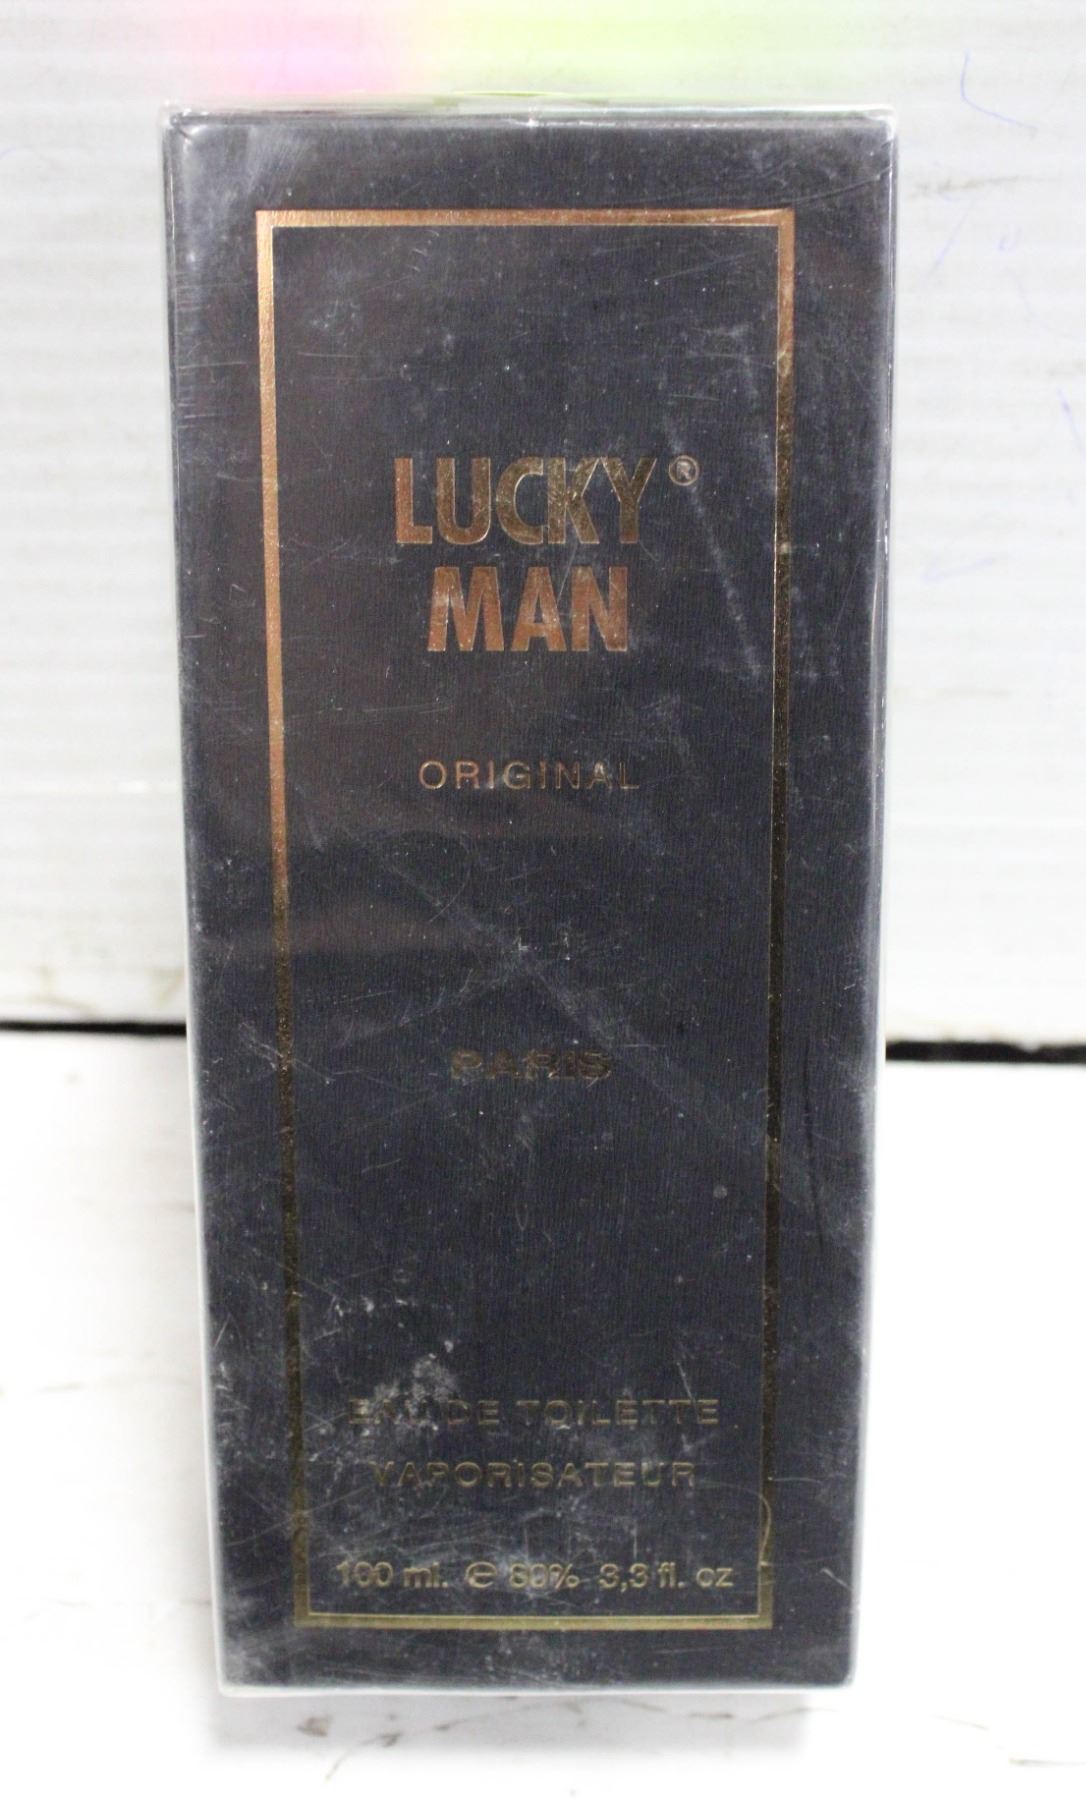 LUCKY®
MAN
ORIGINAL
PARIS
EAU DE TOILETTE
VAPORISATEUR
100 ml. ℮ 80% 3,3 fl. oz